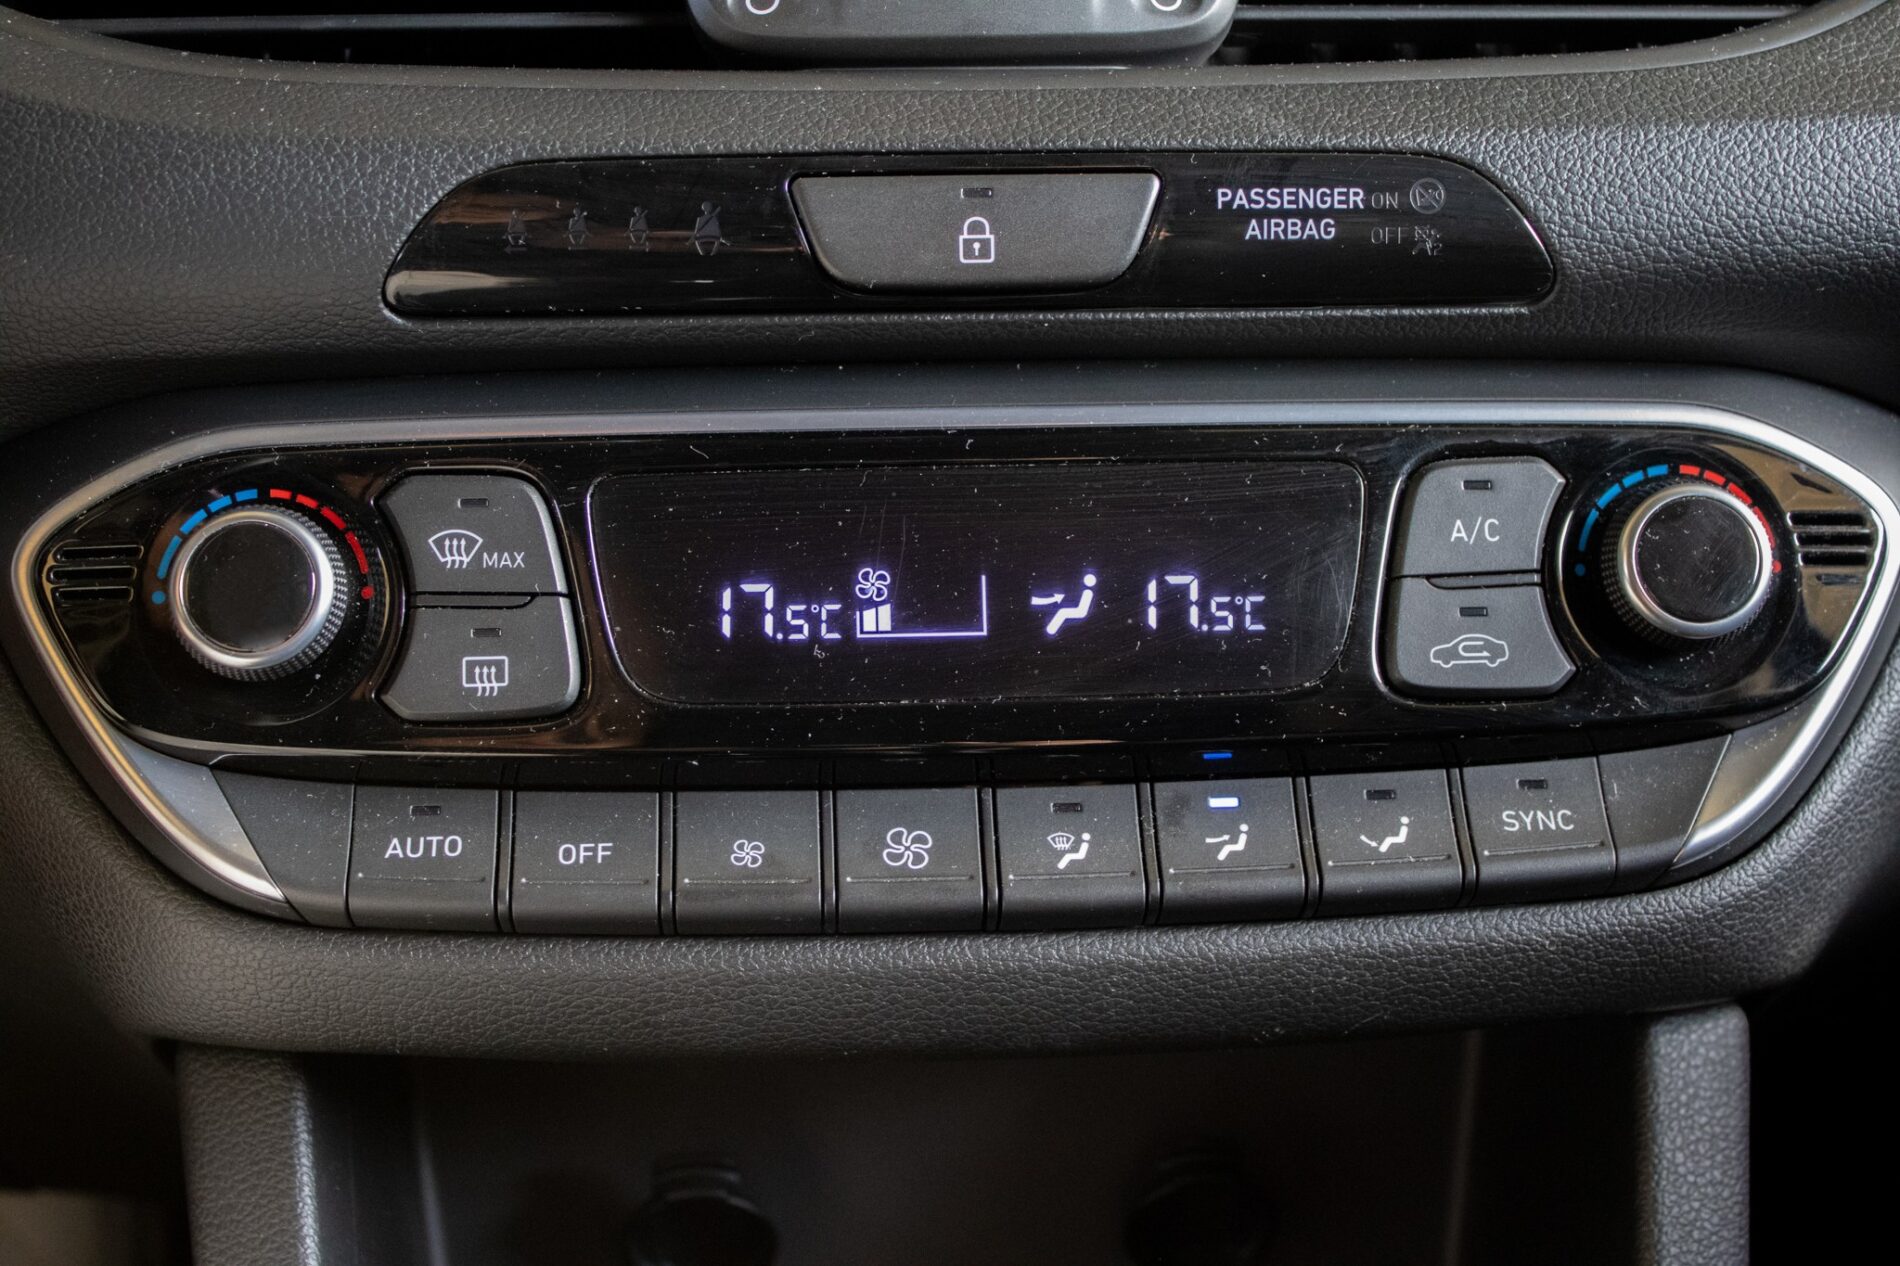 PASSENGER ON
AIRBAG OFF
MAX
17.5°C
17.5°C
A/C
AUTO
OFF
SYNC